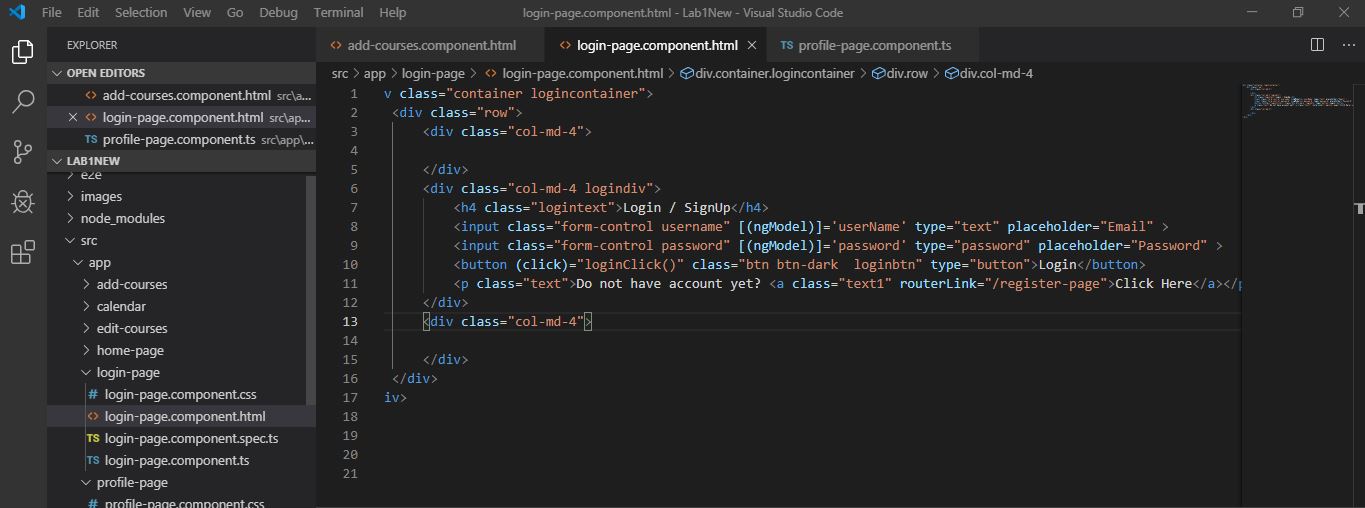 File Edit Selection View Go Debug Terminal Help login-page.component.html - Lab1New - Visual Studio Code
EXPLORER
OPEN EDITORS
add-courses.component.html src\a...
login-page.component.html src\ap...
TS profile-page.component.ts src\app\...
LAB1NEW
e2e
images
node_modules
src
app
add-courses
calendar
edit-courses
home-page
login-page
# login-page.component.css
<> login-page.component.html
TS login-page.component.spec.ts
TS login-page.component.ts
profile-page
# profile-page.component.css
<> add-courses.component.html <> login-page.component.html TS profile-page.component.ts
src > app > login-page > <> login-page.component.html > div.container.logincontainer > div.row > div.col-md-4
1 v class="container logincontainer">
2 <div class="row">
3 <div class="col-md-4">
4
5 </div>
6 <div class="col-md-4 logindiv">
7 <h4 class="logintext">Login / SignUp</h4>
8 <input class="form-control username" [(ngModel)]='userName' type="text" placeholder="Email" >
9 <input class="form-control password" [(ngModel)]='password' type="password" placeholder="Password" >
10 <button (click)="loginClick()" class="btn btn-dark  loginbtn" type="button">Login</button>
11 <p class="text">Do not have account yet? <a class="text1" routerLink="/register-page">Click Here</a></p
12 </div>
13 <div class="col-md-4">
14
15 </div>
16 </div>
17 iv>
18
19
20
21